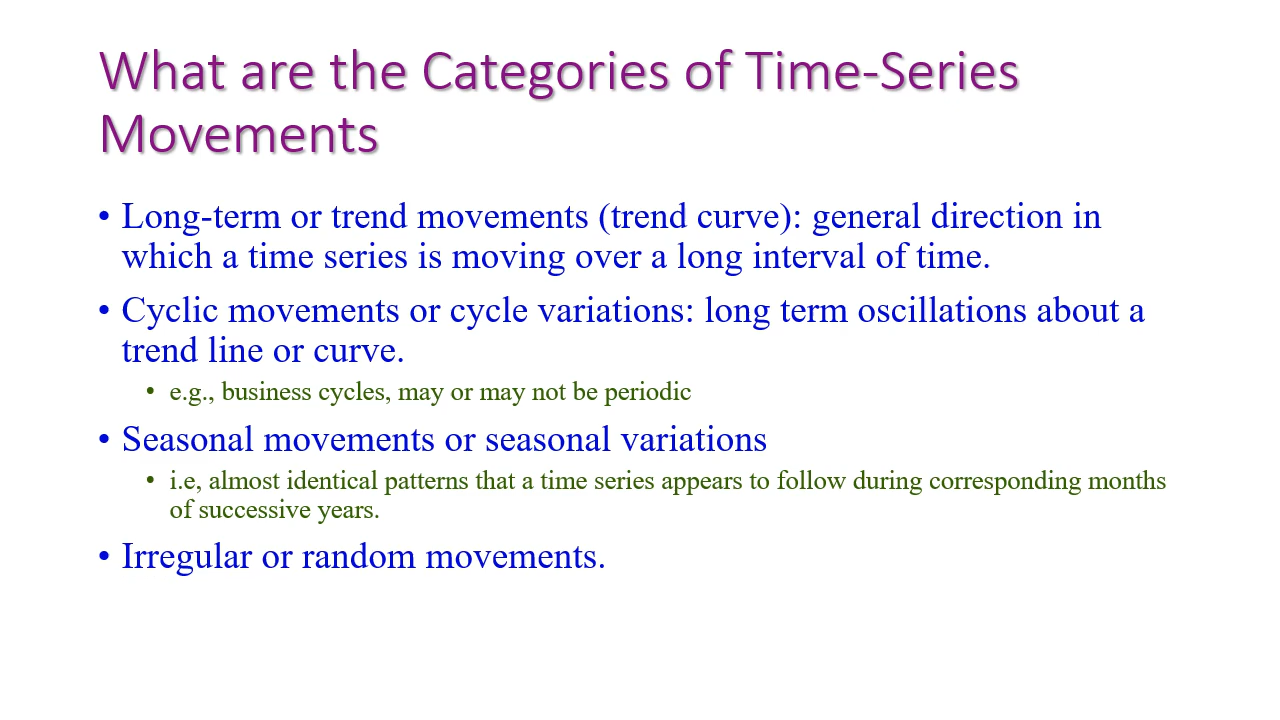 What are the Categories of Time-Series
Movements
• Long-term or trend movements (trend curve): general direction in
which a time series is moving over a long interval of time.
• Cyclic movements or cycle variations: long term oscillations about a
trend line or curve.
• e.g., business cycles, may or may not be periodic
• Seasonal movements or seasonal variations
• i.e, almost identical patterns that a time series appears to follow during corresponding months
of successive years.
• Irregular or random movements.